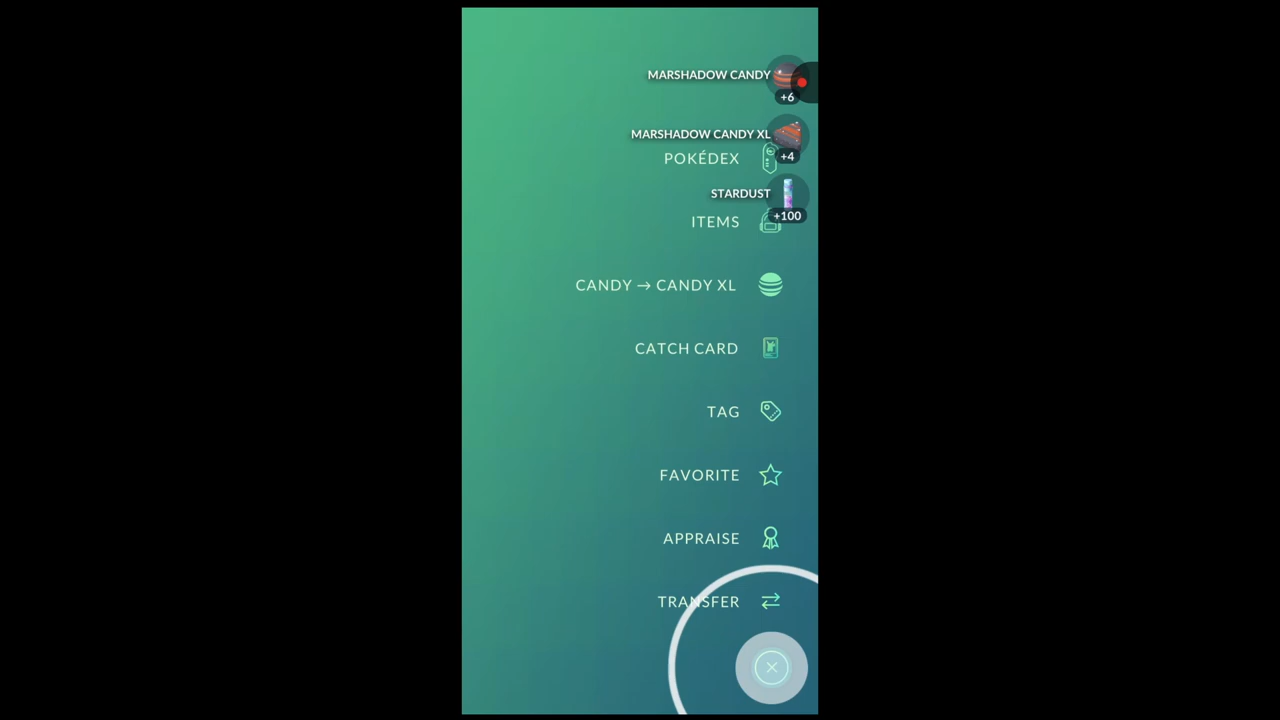 MARSHADOW CANDY
+6
MARSHADOW CANDY XL
+4
POKÉDEX
STARDUST
+100
ITEMS
CANDY → CANDY XL
CATCH CARD
TAG
FAVORITE
APPRAISE
TRANSFER